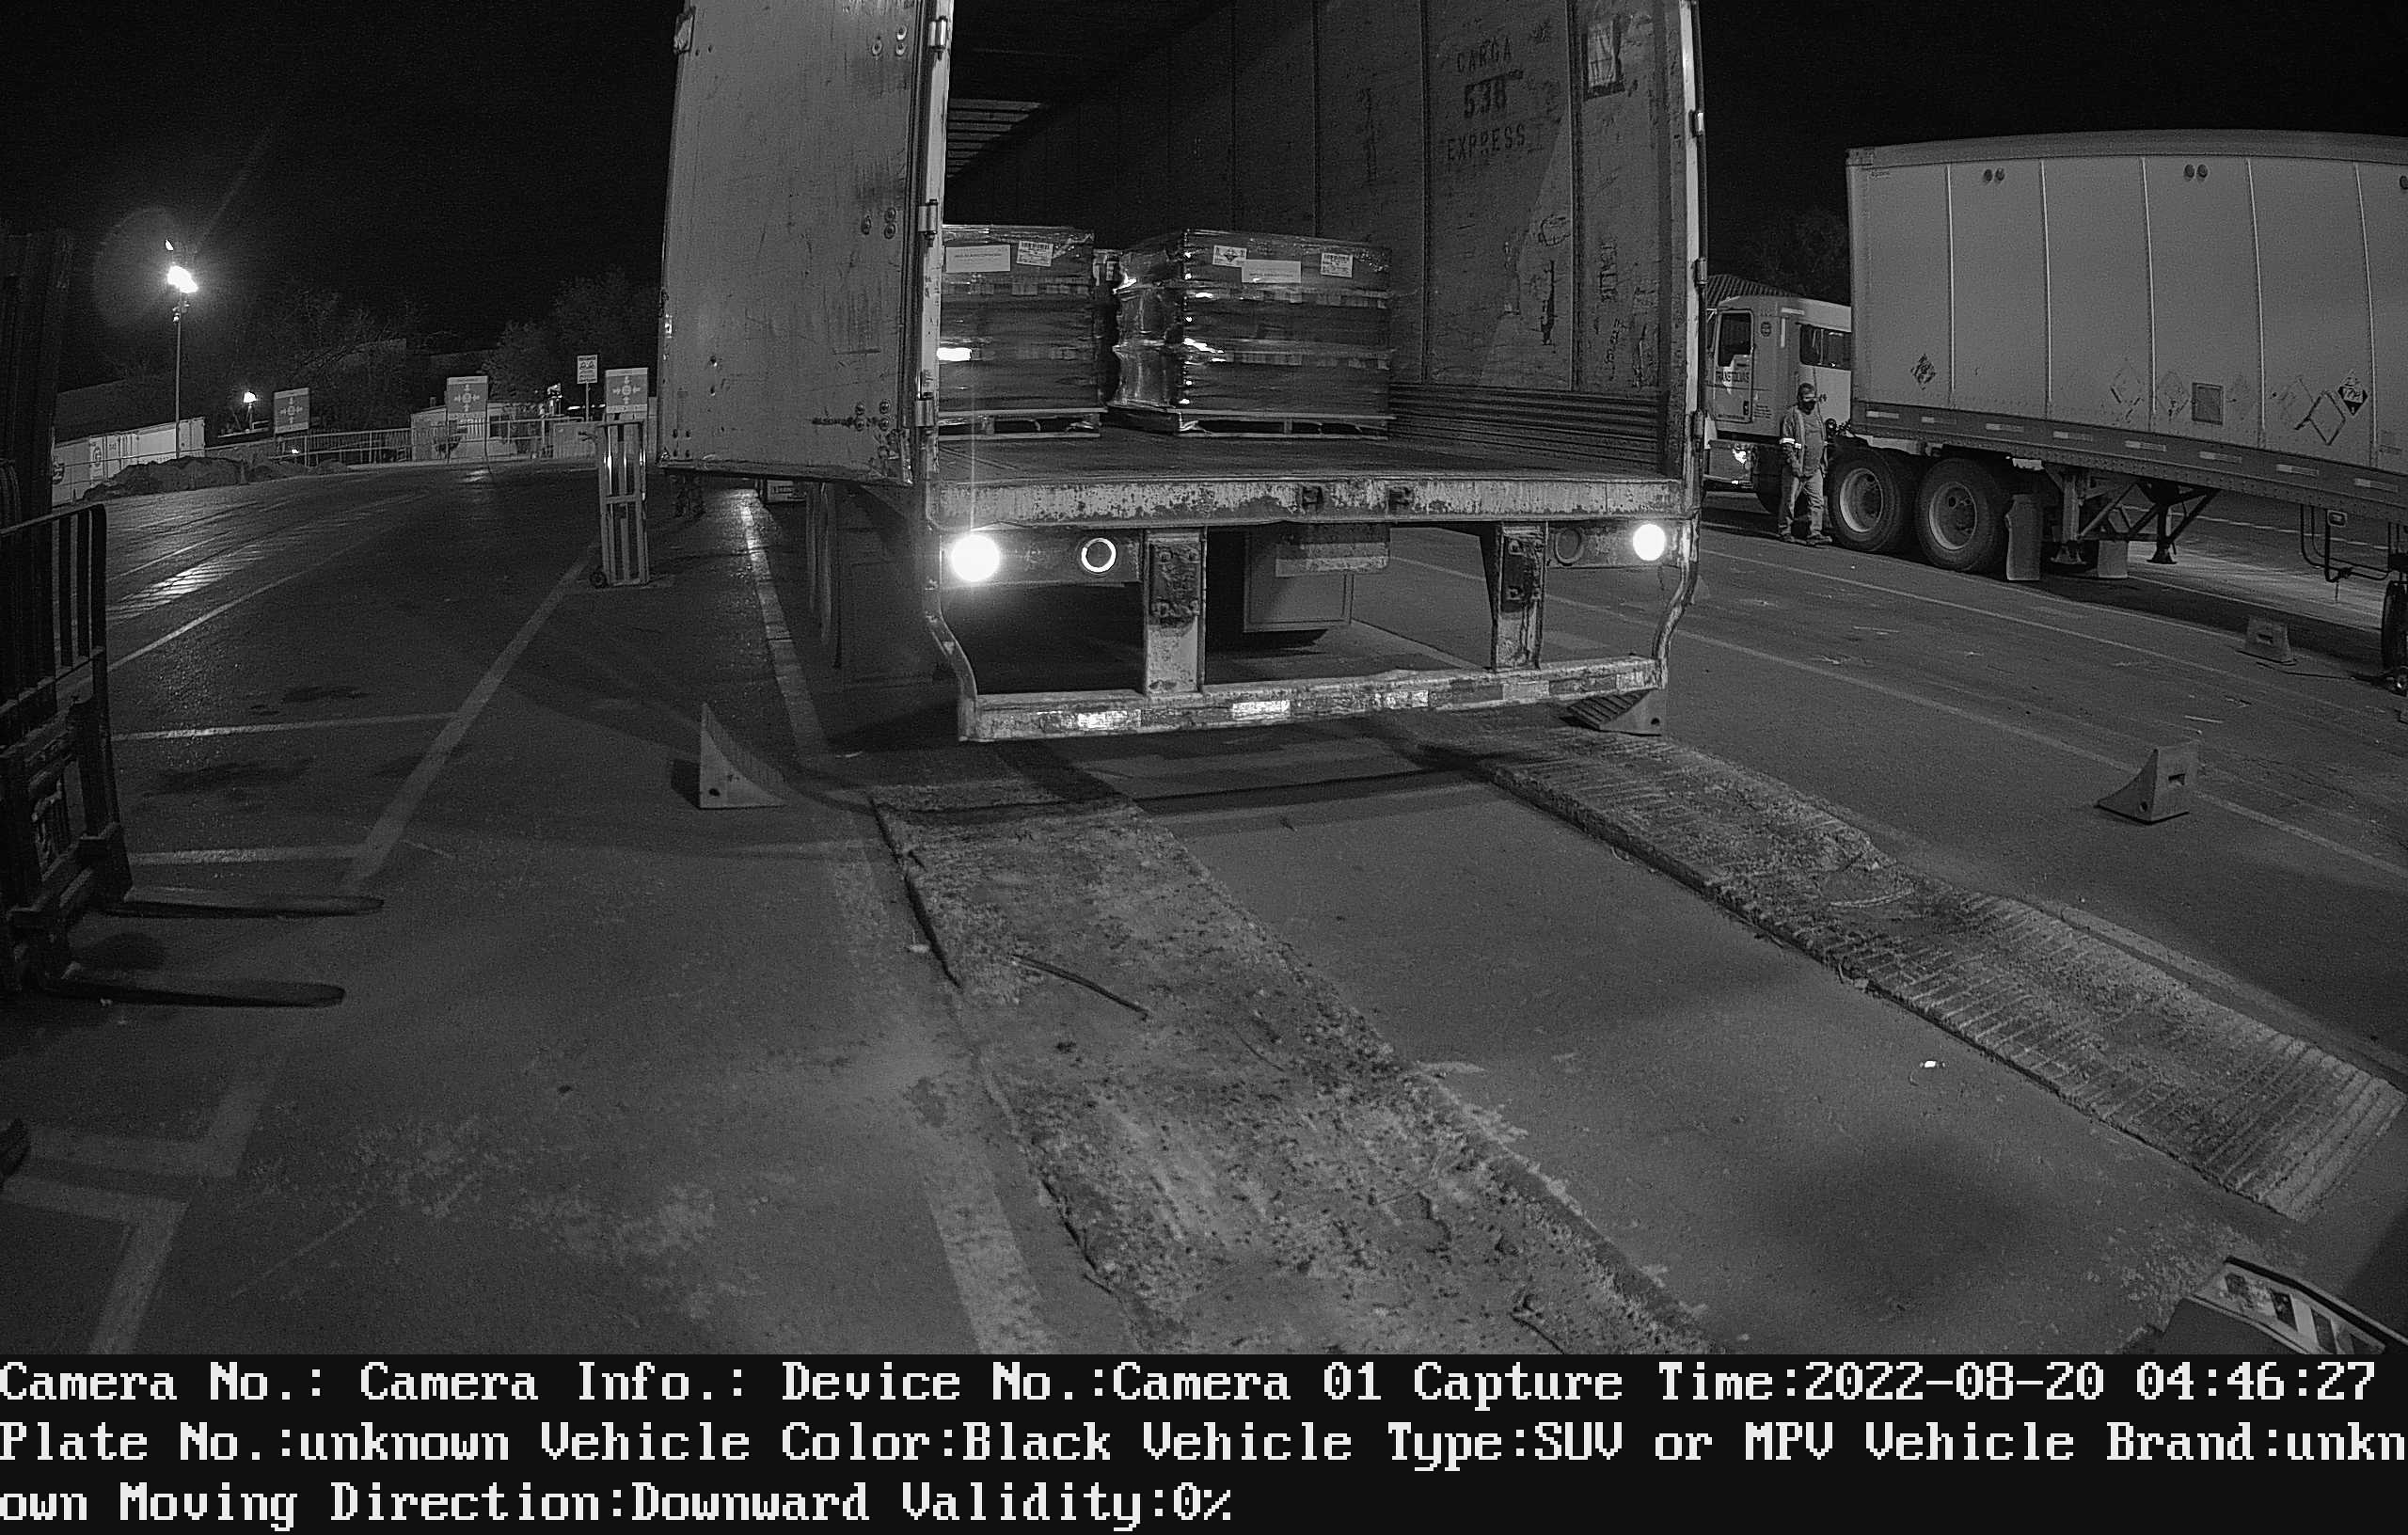 CARGA
538
EXPRESS
Camera No.: Camera Info.: Device No.:Camera 01 Capture Time:2022-08-20 04:46:27
Plate No.:unknown Vehicle Color:Black Vehicle Type:SUV or MPV Vehicle Brand:unkn
own Moving Direction:Downward Validity:0%